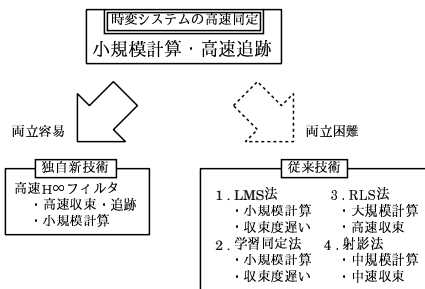 時変システムの高速同定
小規模計算・高速追跡
両立容易
両立困難
独自新技術
高速H∞フィルタ
・高速収束・追跡
・小規模計算
従来技術
1．LMS法
・小規模計算
・収束度遅い
2．学習同定法
・小規模計算
・収束度遅い
3．RLS法
・大規模計算
・高速収束
4．射影法
・中規模計算
・中速収束